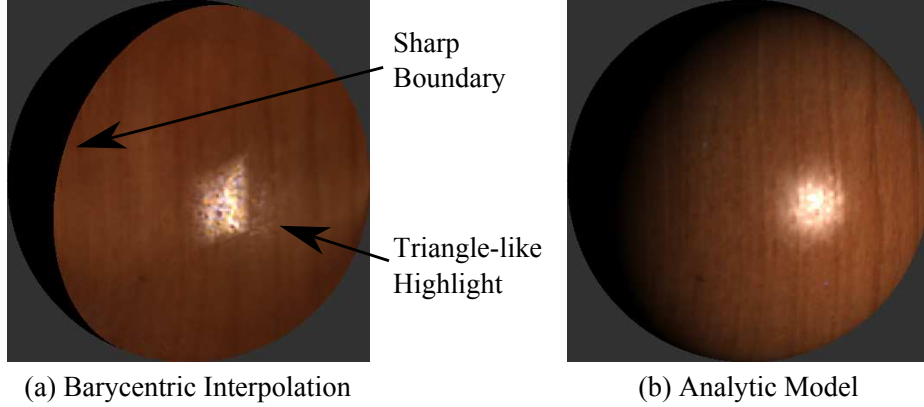 Sharp
Boundary
Triangle-like
Highlight
(a) Barycentric Interpolation
(b) Analytic Model